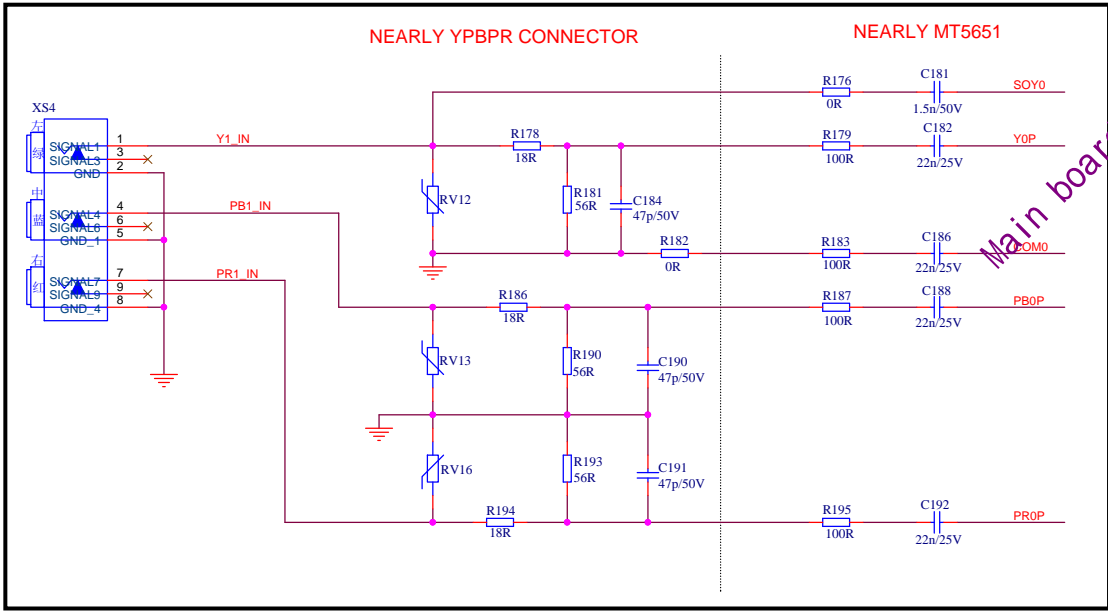 NEARLY YPBPR CONNECTOR
NEARLY MT5651
XS4
左
绿
SIGNAL1
SIGNAL3
GND
1
3
2
中
蓝
SIGNAL4
SIGNAL6
GND_1
4
6
5
右
红
SIGNAL7
SIGNAL9
GND_4
7
9
8
Y1_IN
PB1_IN
PR1_IN
R176
0R
C181
1.5n/50V
SOY0
R178
18R
R179
100R
C182
22n/25V
Y0P
RV12
R181
56R
C184
47p/50V
R182
0R
R183
100R
C186
22n/25V
COM0
Main board
R186
18R
R187
100R
C188
22n/25V
PB0P
RV13
R190
56R
C190
47p/50V
RV16
R193
56R
C191
47p/50V
R194
18R
R195
100R
C192
22n/25V
PR0P